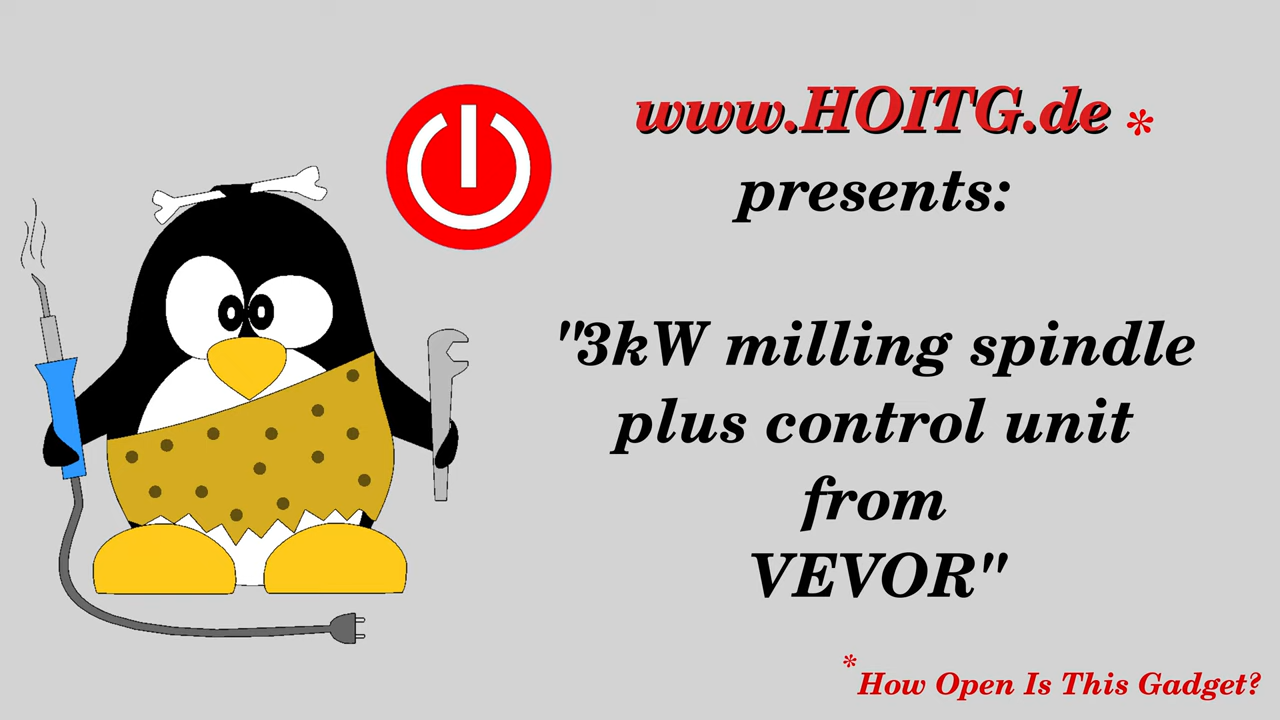 www.HOITG.de *
presents:
"3kW milling spindle
plus control unit
from
VEVOR"
*How Open Is This Gadget?